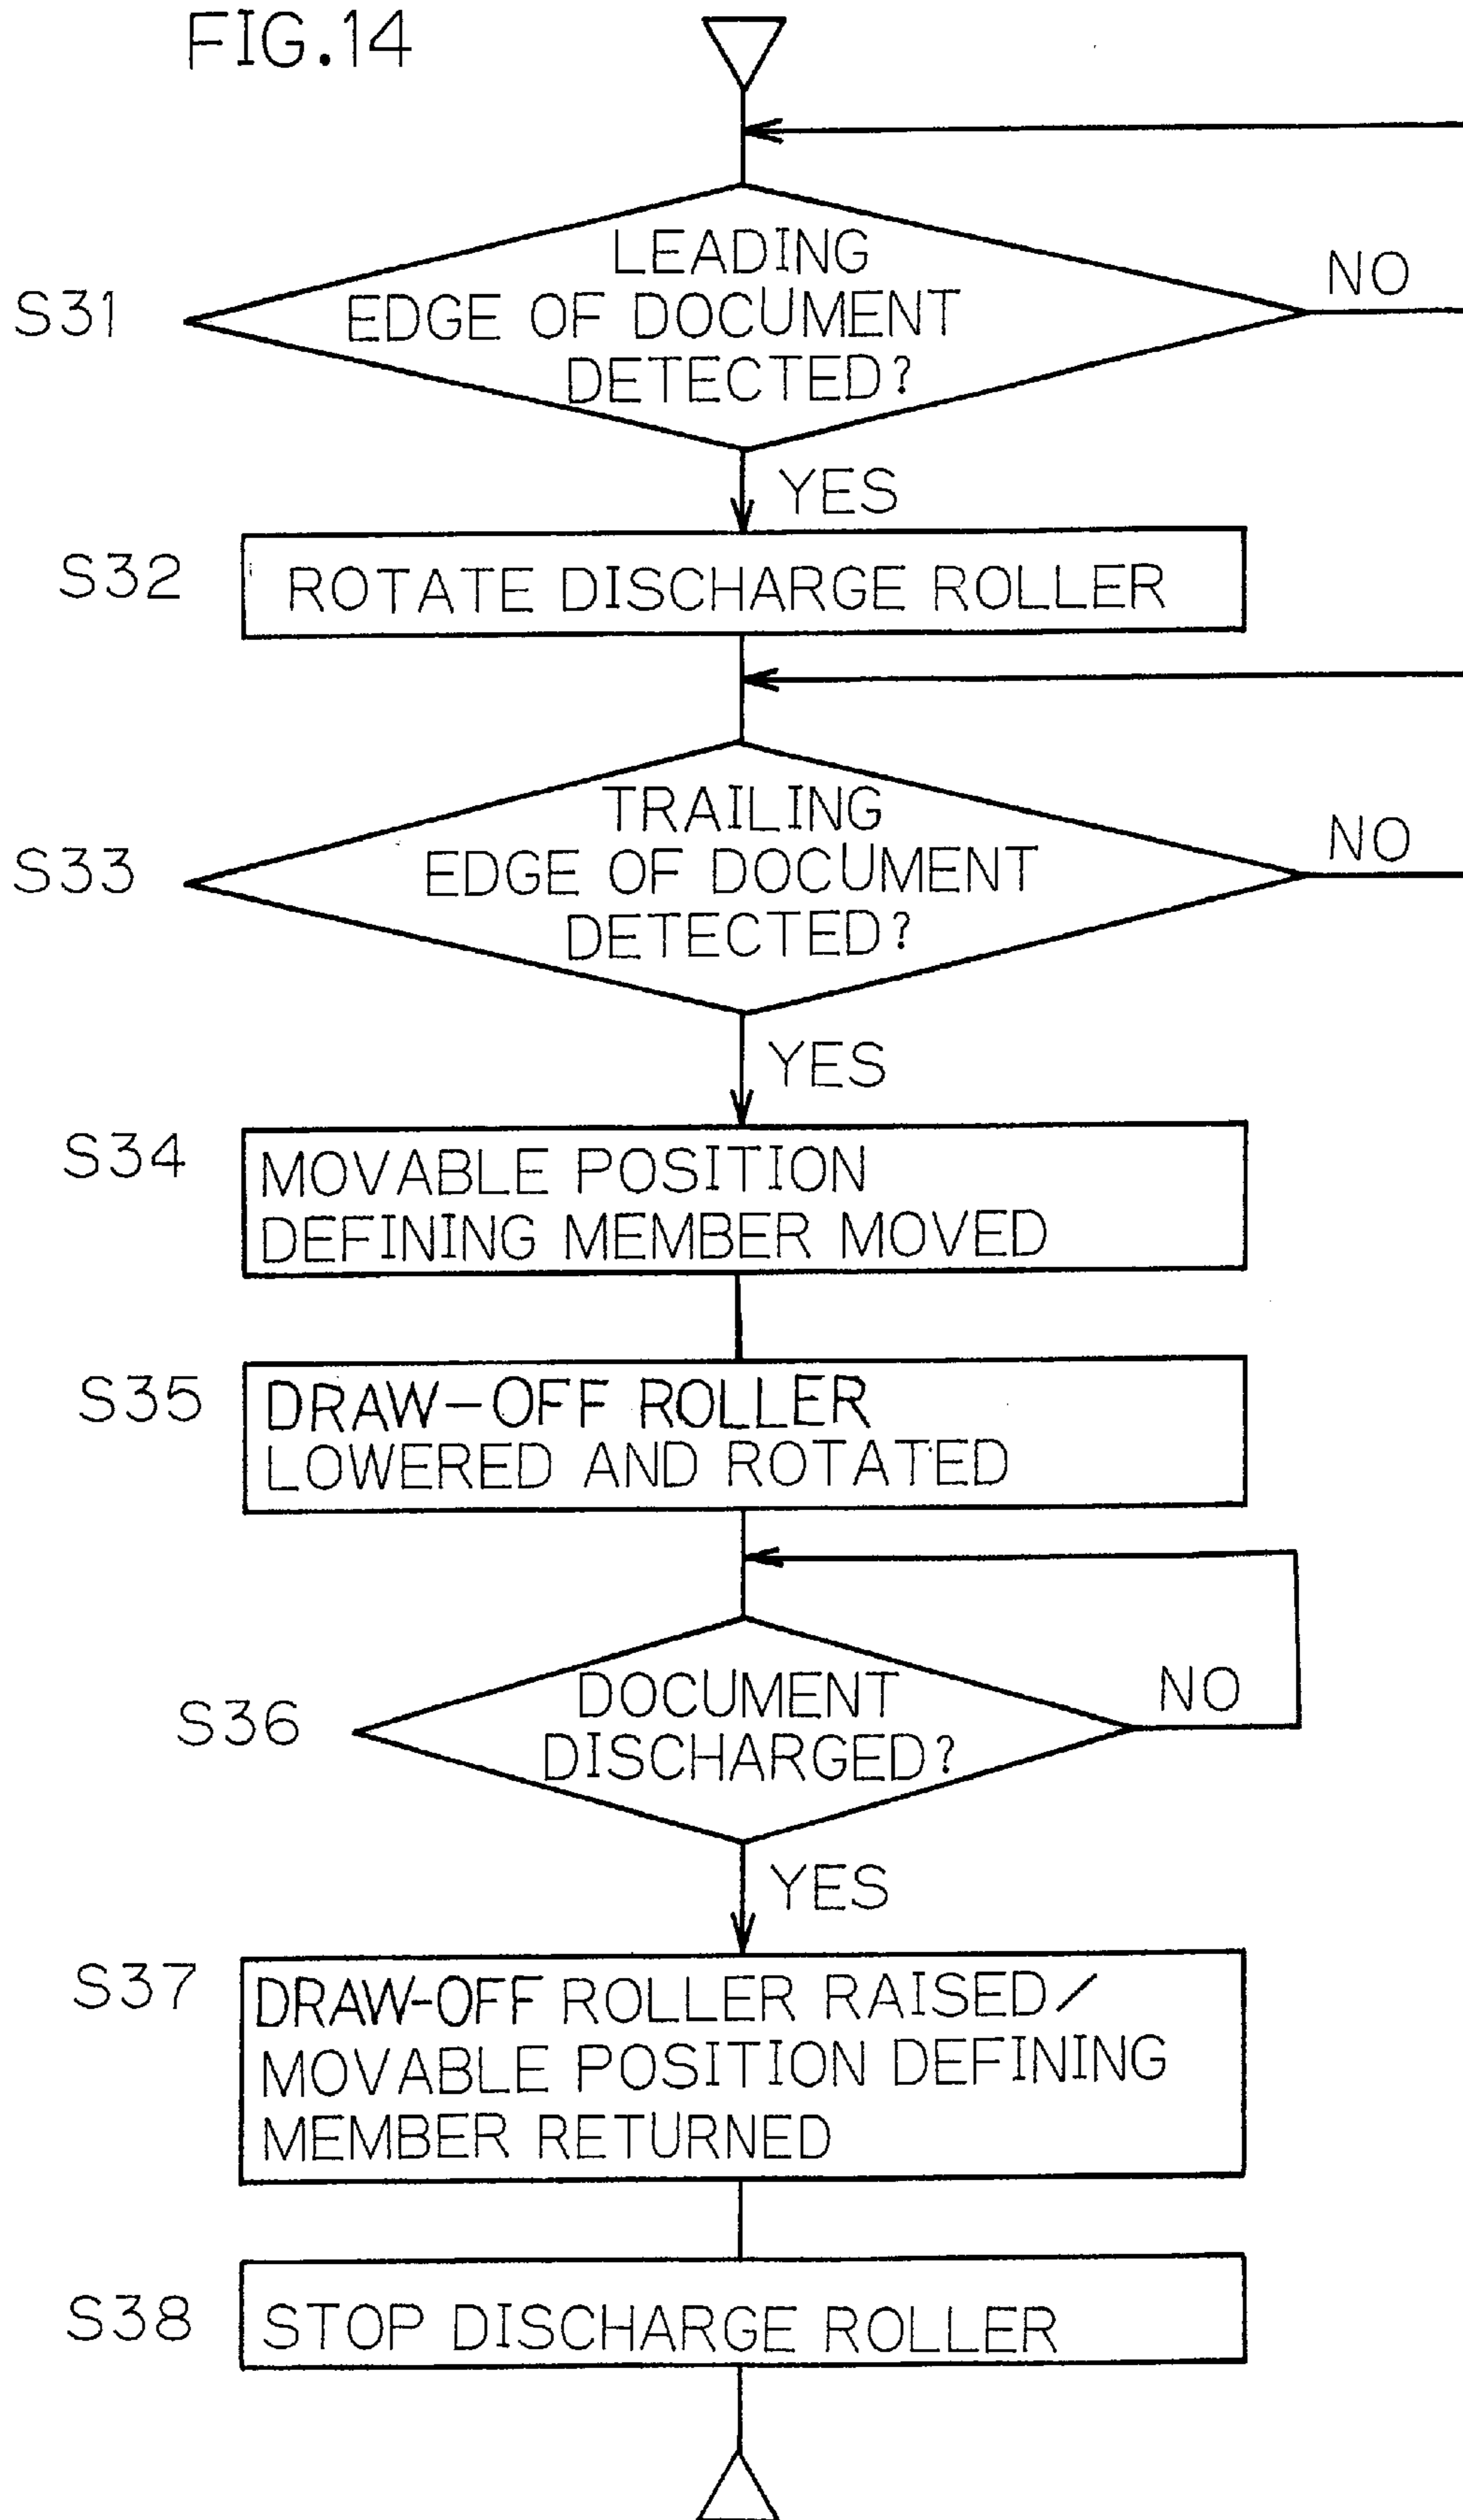 FIG.14
S31
LEADING
EDGE OF DOCUMENT
DETECTED?
NO
YES
S32
ROTATE DISCHARGE ROLLER
S33
TRAILING
EDGE OF DOCUMENT
DETECTED?
NO
YES
S34
MOVABLE POSITION
DEFINING MEMBER MOVED
S35
DRAW-OFF ROLLER
LOWERED AND ROTATED
S36
DOCUMENT
DISCHARGED?
NO
YES
S37
DRAW-OFF ROLLER RAISED/
MOVABLE POSITION DEFINING
MEMBER RETURNED
S38
STOP DISCHARGE ROLLER